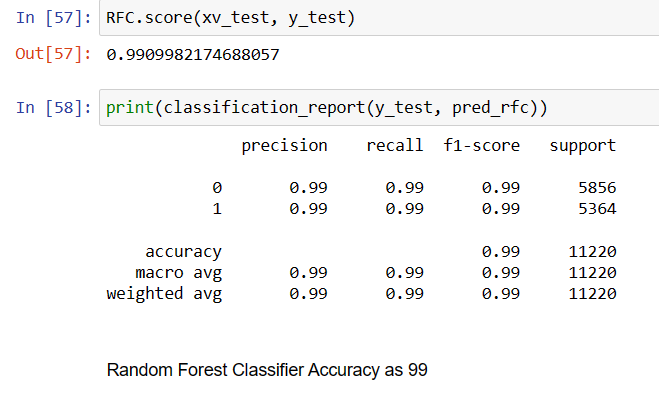 In [57]: RFC.score(xv_test, y_test)
Out[57]: 0.9909982174688057
In [58]: print(classification_report(y_test, pred_rfc))
precision recall f1-score support
0 0.99 0.99 0.99 5856
1 0.99 0.99 0.99 5364
accuracy 0.99 11220
macro avg 0.99 0.99 0.99 11220
weighted avg 0.99 0.99 0.99 11220
Random Forest Classifier Accuracy as 99